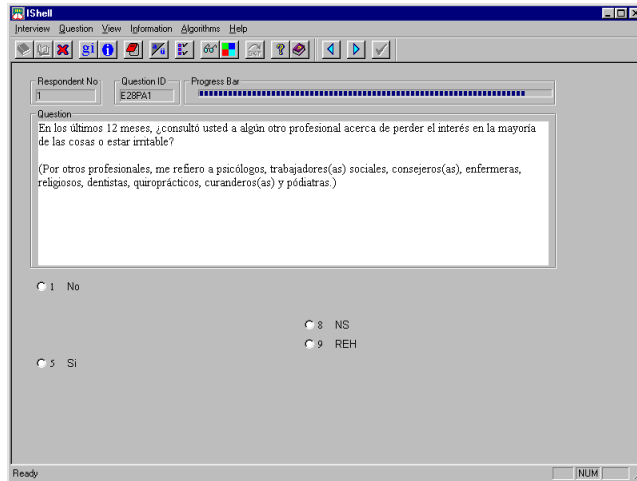 IShell
Interview Question View Information Algorithms Help
gi
Respondent No
Question ID
Progress Bar
1
E28PA1
Question
En los últimos 12 meses, ¿consultó usted a algún otro profesional acerca de perder el interés en la mayoría
de las cosas o estar irritable?
(Por otros profesionales, me refiero a psicólogos, trabajadores(as) sociales, consejeros(as), enfermeras,
religiosos, dentistas, quiroprácticos, curanderos(as) y pódiatras.)
1 No
8 NS
9 REH
5 Si
Ready
NUM